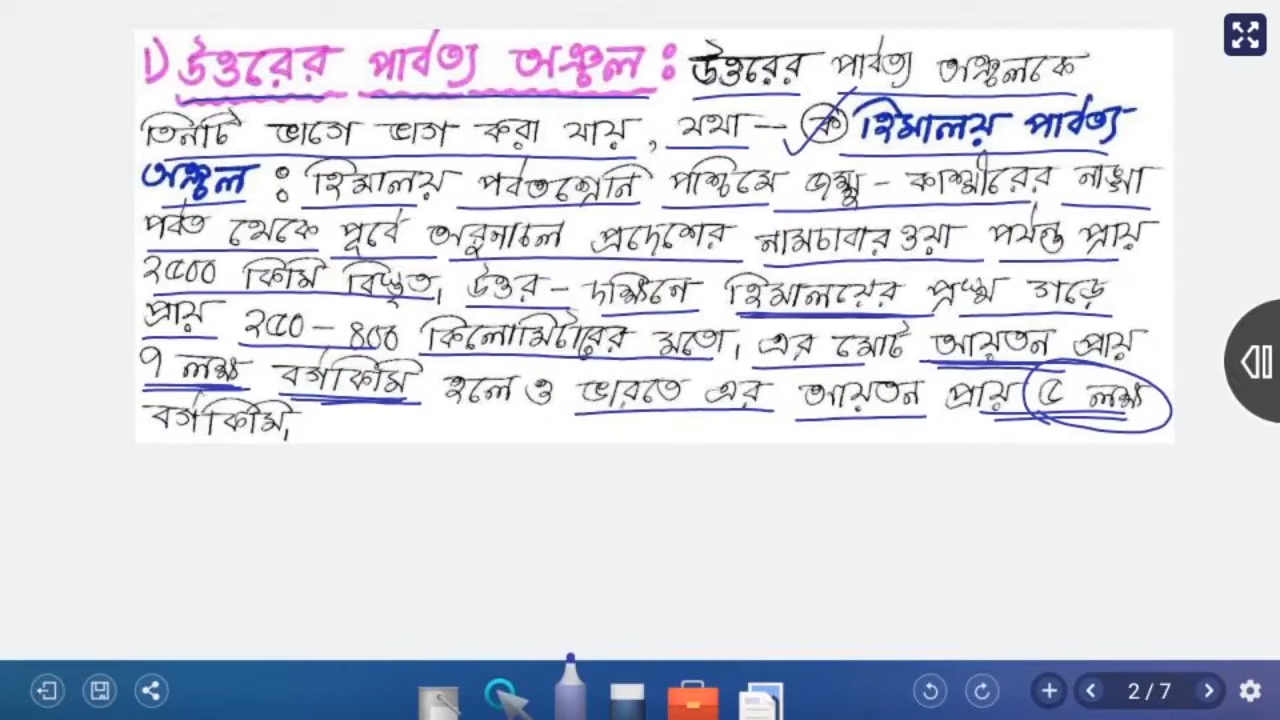 ১) উত্তরের পার্বত্য অঞ্চল : উত্তরের পার্বত্য অঞ্চলকে
তিনটি ভাগে ভাগ করা যায়, যথা -- ক হিমালয় পার্বত্য
অঞ্চল : হিমালয় পর্বতশ্রেনি পশ্চিমে জম্মু - কাশ্মীরের নাঙ্গা
পর্বত থেকে পূর্বে অরুনাচল প্রদেশের নামচাবারওয়া পর্যন্ত প্রায়
২৫০০ কিমি বিস্তৃত, উত্তর - দক্ষিনে হিমালয়ের প্রস্থ গড়ে
প্রায় ২৫০ - ৪০০ কিলোমিটারের মতো, এর মোট আয়তন প্রায়
৭ লক্ষ বর্গকিমি হলে ও ভারতে এর আয়তন প্রায় ৫ লক্ষ
বর্গকিমি,
2 / 7